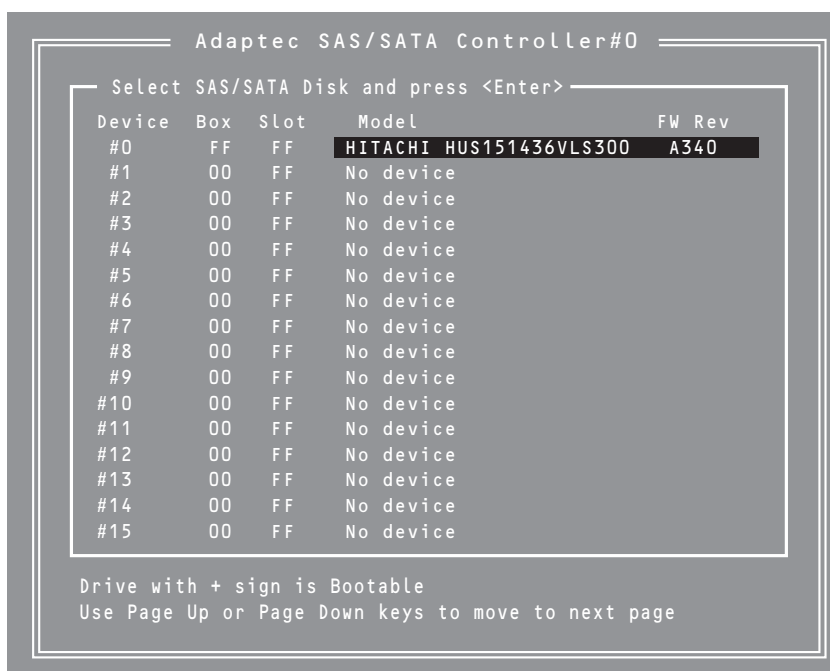 Adaptec SAS/SATA Controller#0
Select SAS/SATA Disk and press <Enter>
Device Box Slot Model FW Rev
#0 FF FF HITACHI HUS151436VLS300 A340
#1 00 FF No device
#2 00 FF No device
#3 00 FF No device
#4 00 FF No device
#5 00 FF No device
#6 00 FF No device
#7 00 FF No device
#8 00 FF No device
#9 00 FF No device
#10 00 FF No device
#11 00 FF No device
#12 00 FF No device
#13 00 FF No device
#14 00 FF No device
#15 00 FF No device
Drive with + sign is Bootable
Use Page Up or Page Down keys to move to next page